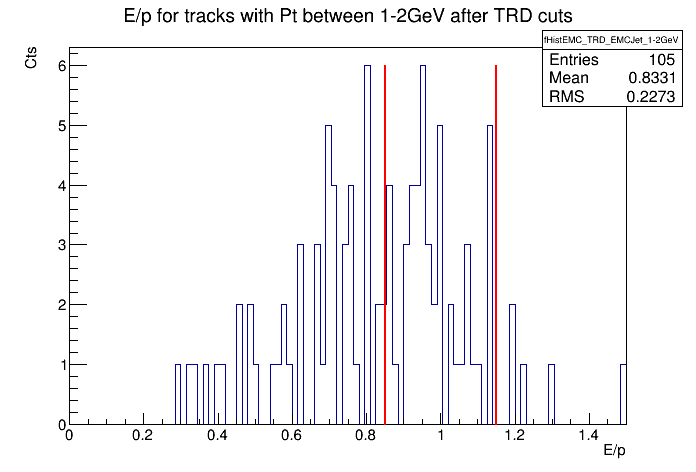 E/p for tracks with Pt between 1-2GeV after TRD cuts
fHistEMC_TRD_EMCJet_1-2GeV
Entries 105
Mean 0.8331
RMS 0.2273
Cts
6
5
4
3
2
1
0
0 0.2 0.4 0.6 0.8 1 1.2 1.4
E/p